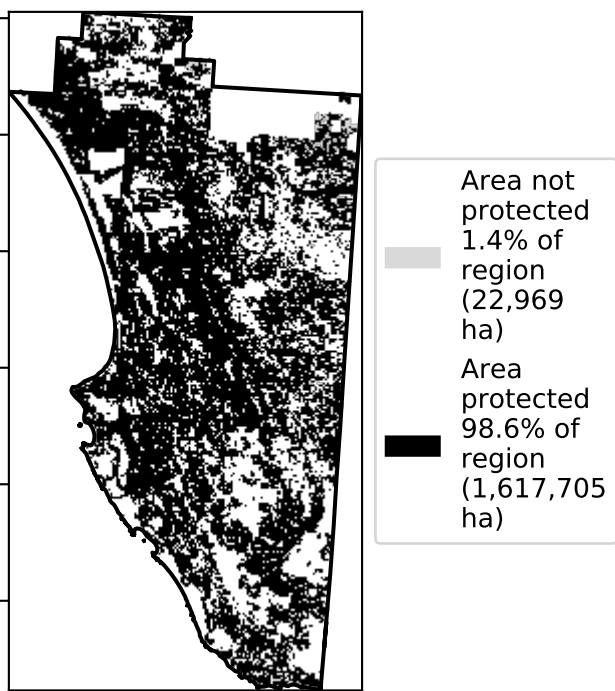 Area not
protected
1.4% of
region
(22,969
ha)
Area
protected
98.6% of
region
(1,617,705
ha)